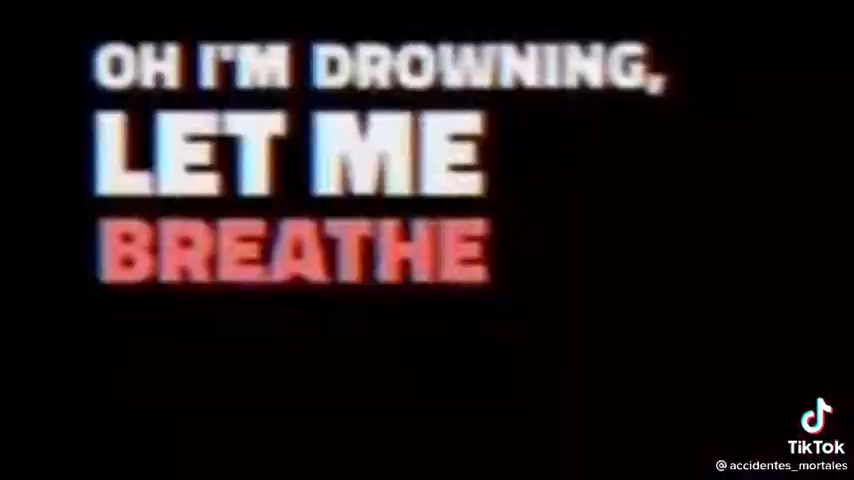 OH I'M DROWNING,
LET ME
BREATHE
TikTok
@accidentes_mortales